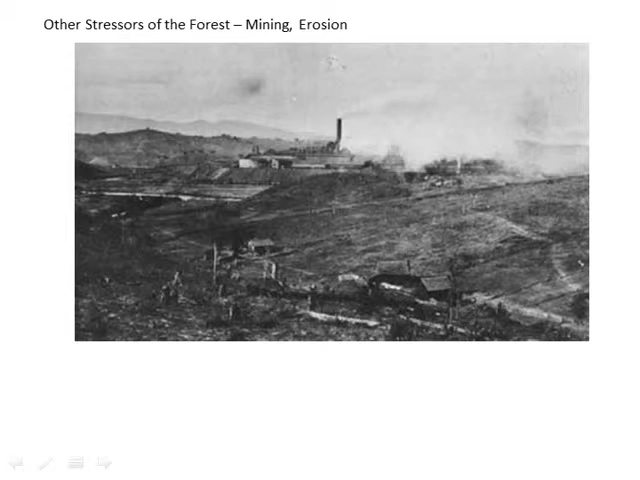 Other Stressors of the Forest – Mining, Erosion